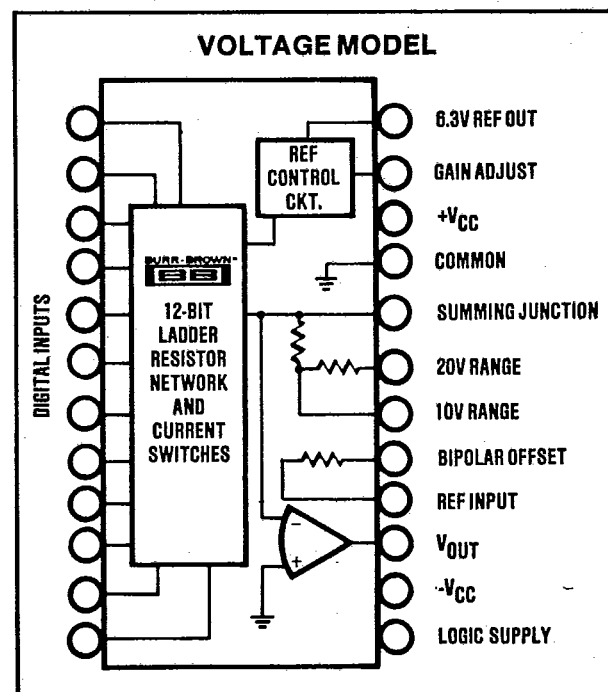 VOLTAGE MODEL
DIGITAL INPUTS
REF
CONTROL
CKT.
BURR-BROWN™
BB
12-BIT
LADDER
RESISTOR
NETWORK
AND
CURRENT
SWITCHES
6.3V REF OUT
GAIN ADJUST
+VCC
COMMON
SUMMING JUNCTION
20V RANGE
10V RANGE
BIPOLAR OFFSET
REF INPUT
VOUT
-VCC
LOGIC SUPPLY
−
+